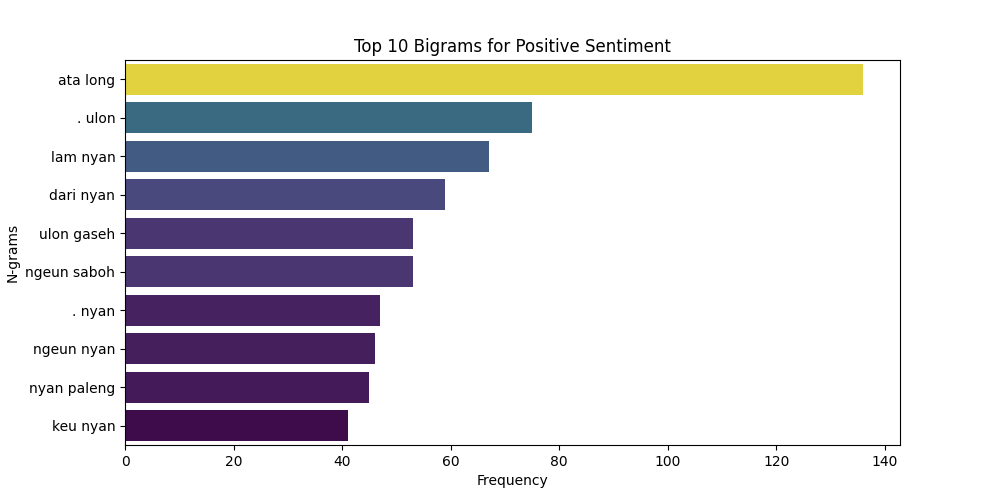 Top 10 Bigrams for Positive Sentiment
ata long
. ulon
lam nyan
dari nyan
ulon gaseh
ngeun saboh
. nyan
ngeun nyan
nyan paleng
keu nyan
N-grams
0 20 40 60 80 100 120 140
Frequency